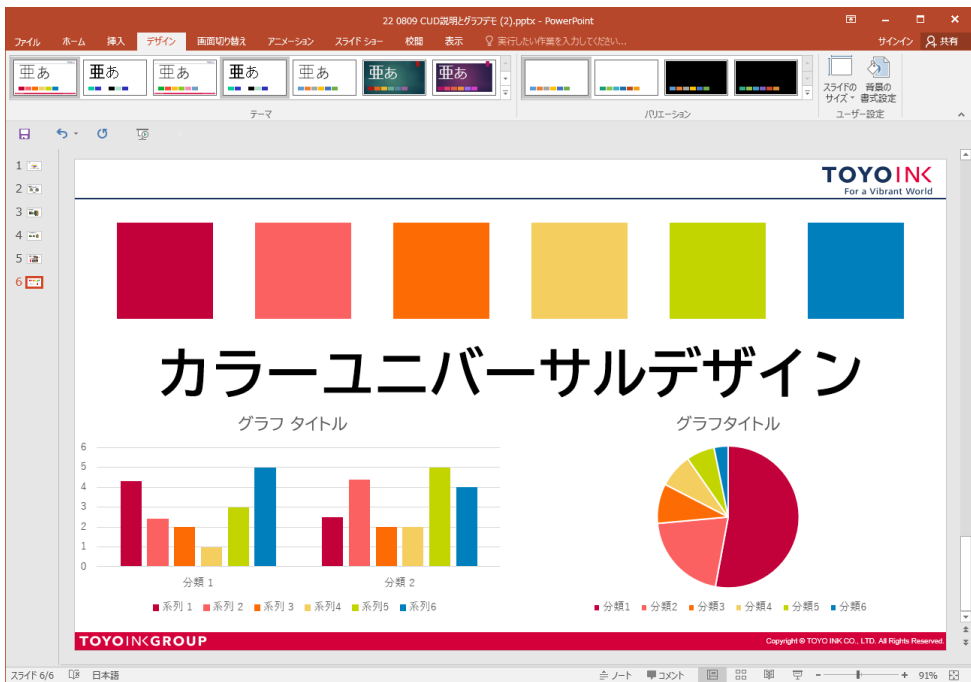 22 0809 CUD説明とグラフデモ (2).pptx - PowerPoint
ファイル ホーム 挿入 デザイン 画面切り替え アニメーション スライド ショー 校閲 表示 実行したい作業を入力してください... サインイン 共有
亜あ 亜あ 亜あ 亜あ 亜あ 亜あ 亜あ
スライドの サイズ 背景の 書式設定
テーマ バリエーション ユーザー設定
1
2
3
4
5
6
TOYOINK
For a Vibrant World
カラーユニバーサルデザイン
グラフ タイトル
6
5
4
3
2
1
0
分類 1 分類 2
系列 1 系列 2 系列 3 系列4 系列5 系列6
グラフタイトル
分類1 分類2 分類3 分類4 分類5 分類6
TOYOINKGROUP
Copyright © TOYO INK CO., LTD. All Rights Reserved.
スライド 6/6 日本語 ノート コメント 91%